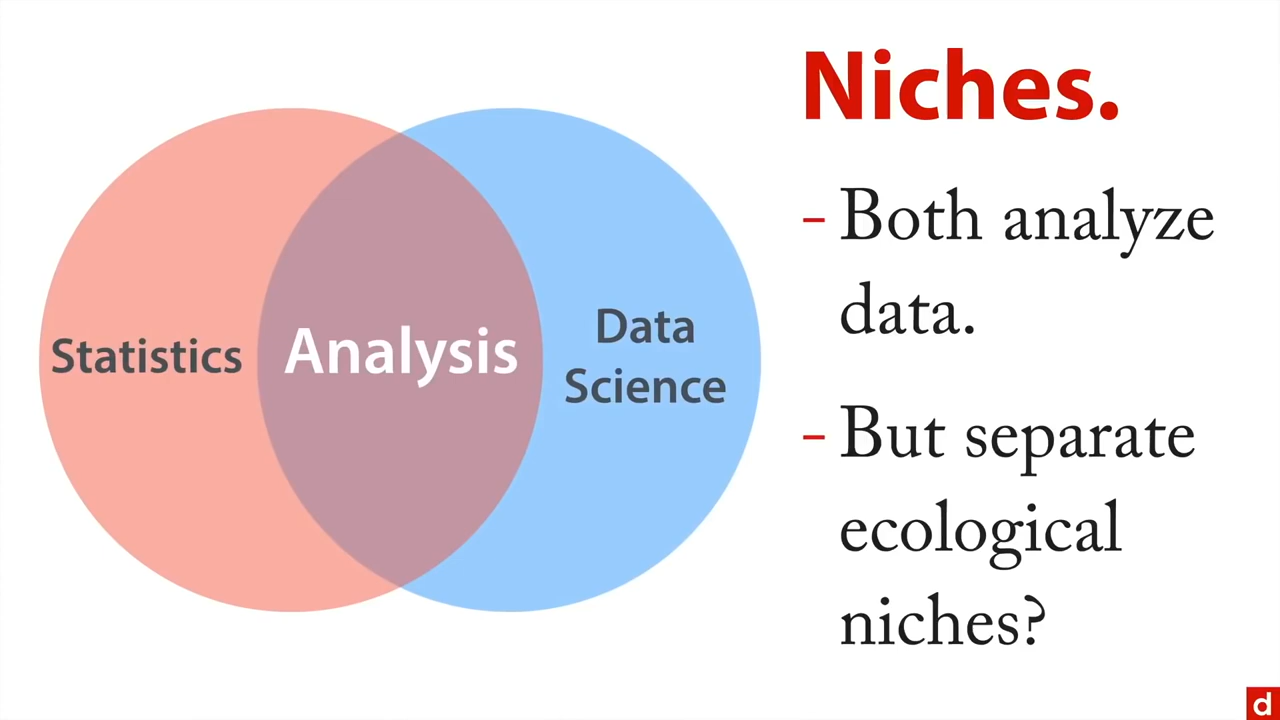 Niches.
- Both analyze
data.
- But separate
ecological
niches?
Statistics
Analysis
Data
Science
d